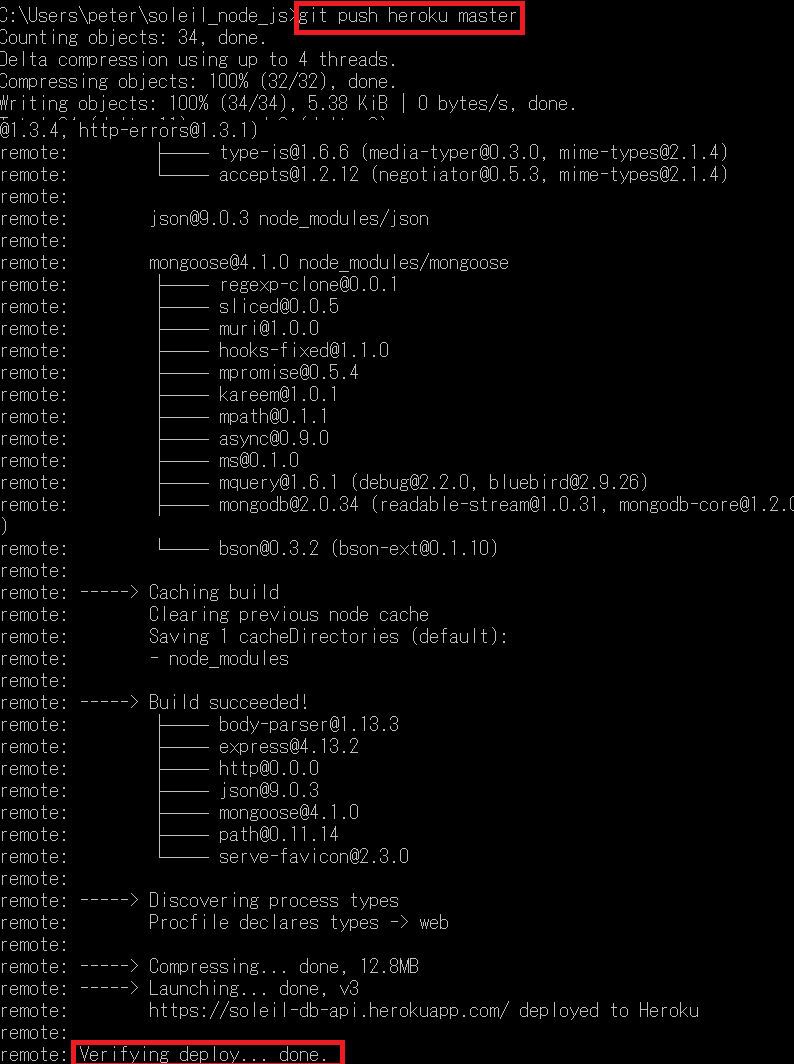 C:\Users\peter\soleil_node_js>git push heroku master
Counting objects: 34, done.
Delta compression using up to 4 threads.
Compressing objects: 100% (32/32), done.
Writing objects: 100% (34/34), 5.38 KiB | 0 bytes/s, done.
@1.3.4, http-errors@1.3.1)
remote: ├── type-is@1.6.6 (media-typer@0.3.0, mime-types@2.1.4)
remote: └── accepts@1.2.12 (negotiator@0.5.3, mime-types@2.1.4)
remote:
remote: json@9.0.3 node_modules/json
remote:
remote: mongoose@4.1.0 node_modules/mongoose
remote: ├── regexp-clone@0.0.1
remote: ├── sliced@0.0.5
remote: ├── muri@1.0.0
remote: ├── hooks-fixed@1.1.0
remote: ├── mpromise@0.5.4
remote: ├── kareem@1.0.1
remote: ├── mpath@0.1.1
remote: ├── async@0.9.0
remote: ├── ms@0.1.0
remote: ├── mquery@1.6.1 (debug@2.2.0, bluebird@2.9.26)
remote: ├── mongodb@2.0.34 (readable-stream@1.0.31, mongodb-core@1.2.0
)
remote: └── bson@0.3.2 (bson-ext@0.1.10)
remote:
remote: -----> Caching build
remote: Clearing previous node cache
remote: Saving 1 cacheDirectories (default):
remote: - node_modules
remote:
remote: -----> Build succeeded!
remote: ├── body-parser@1.13.3
remote: ├── express@4.13.2
remote: ├── http@0.0.0
remote: ├── json@9.0.3
remote: ├── mongoose@4.1.0
remote: ├── path@0.11.14
remote: └── serve-favicon@2.3.0
remote:
remote: -----> Discovering process types
remote: Procfile declares types -> web
remote:
remote: -----> Compressing... done, 12.8MB
remote: -----> Launching... done, v3
remote: https://soleil-db-api.herokuapp.com/ deployed to Heroku
remote:
remote: Verifying deploy... done.